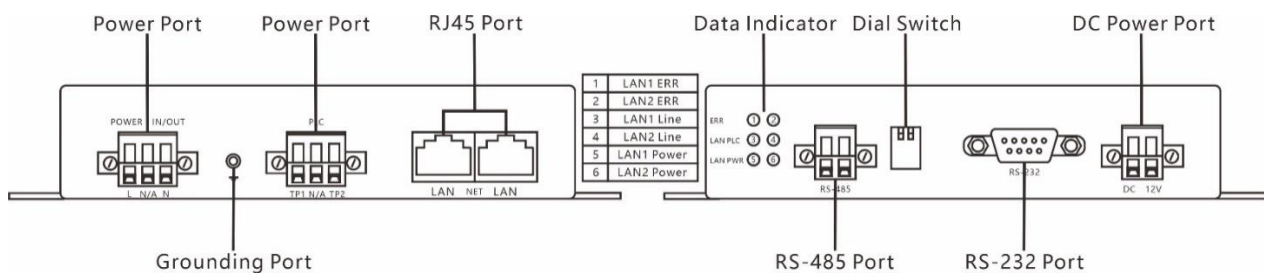 Power Port
Power Port
RJ45 Port
Data Indicator
Dial Switch
DC Power Port
POWER IN/OUT
L N/A N
PLC
TP1 N/A TP2
LAN NET LAN
1 LAN1 ERR
2 LAN2 ERR
3 LAN1 Line
4 LAN2 Line
5 LAN1 Power
6 LAN2 Power
ERR 1 2
LAN PLC 3 4
LAN PWR 5 6
RS-485
RS-232
DC 12V
Grounding Port
RS-485 Port
RS-232 Port